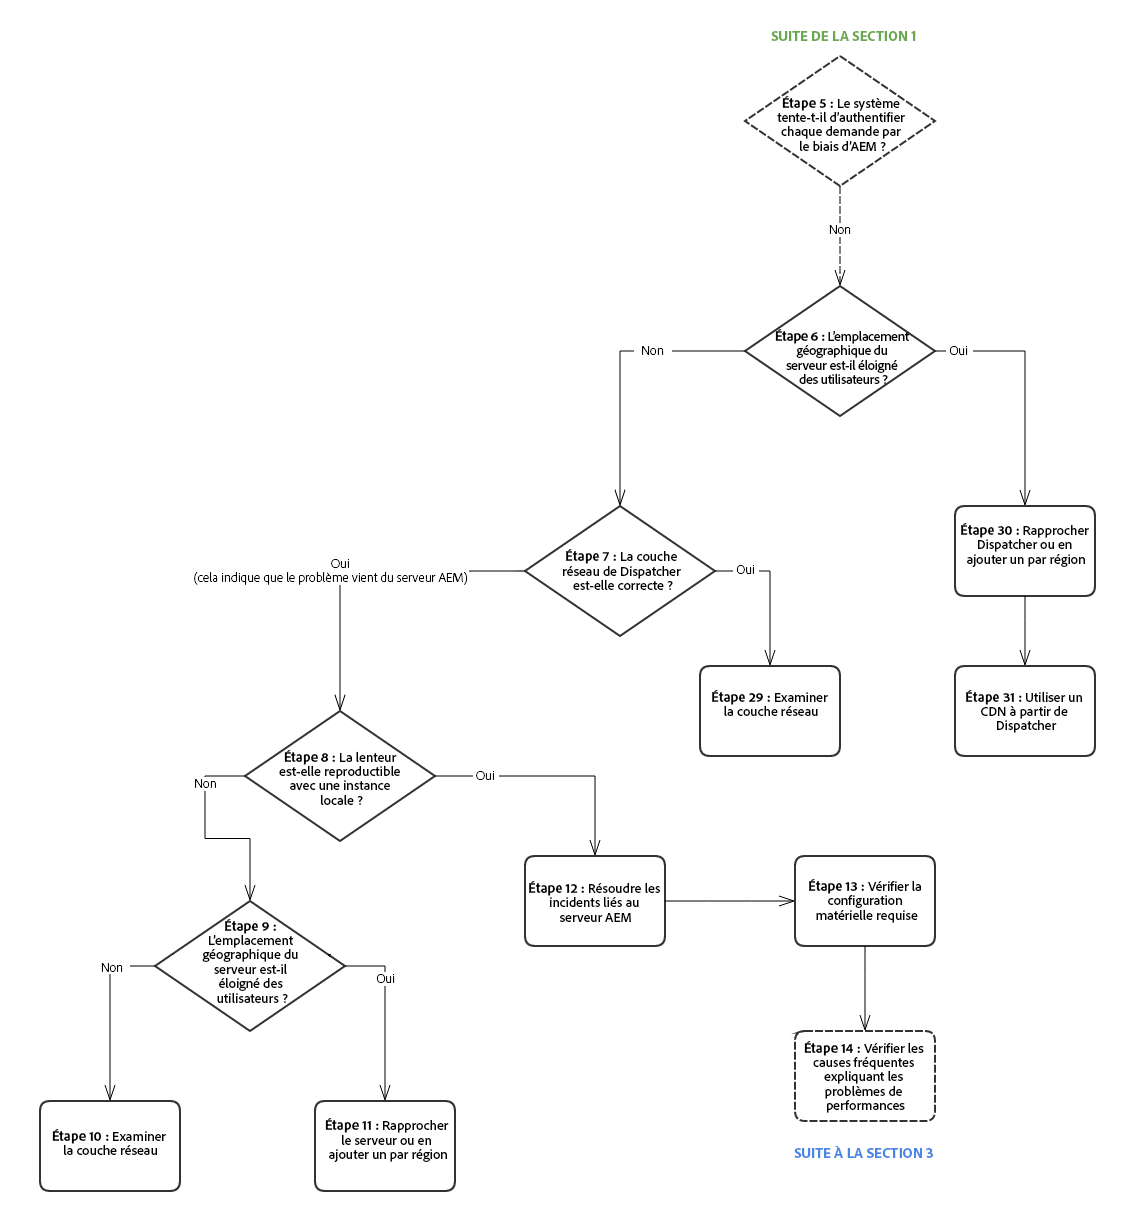 SUITE DE LA SECTION 1
Étape 5 : Le système
tente-t-il d'authentifier
chaque demande par
le biais d'AEM ?
Non
Étape 6 : L'emplacement
géographique du
serveur est-il éloigné
des utilisateurs ?
Non
Oui
Étape 7 : La couche
réseau de Dispatcher
est-elle correcte ?
Oui
(cela indique que le problème vient du serveur AEM)
Oui
Étape 30 : Rapprocher
Dispatcher ou en
ajouter un par région
Étape 29 : Examiner
la couche réseau
Étape 31 : Utiliser un
CDN à partir de
Dispatcher
Étape 8 : La lenteur
est-elle reproductible
avec une instance
locale ?
Non
Oui
Étape 12 : Résoudre les
incidents liés au
serveur AEM
Étape 13 : Vérifier la
configuration
matérielle requise
Étape 9 :
L'emplacement
géographique du
serveur est-il
éloigné des
utilisateurs ?
Non
Oui
Étape 14 : Vérifier les
causes fréquentes
expliquant les
problèmes de
performances
Étape 10 : Examiner
la couche réseau
Étape 11 : Rapprocher
le serveur ou en
ajouter un par région
SUITE À LA SECTION 3